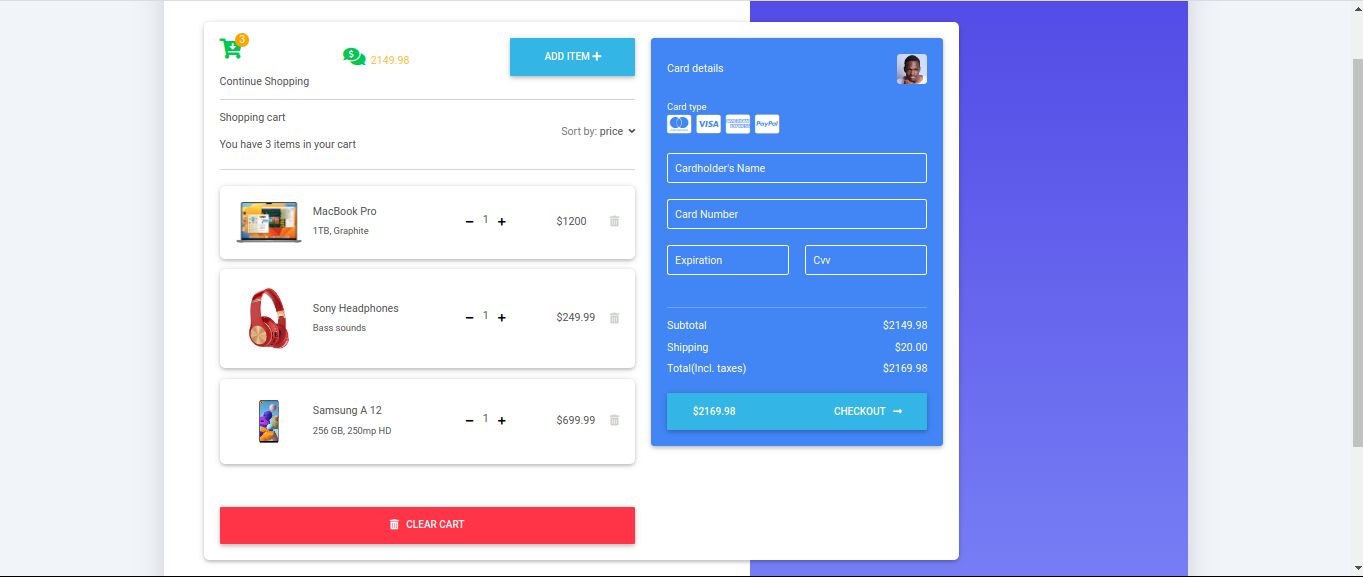 3
$ 2149.98
ADD ITEM
Continue Shopping
Shopping cart
Sort by: price
You have 3 items in your cart
MacBook Pro
1TB, Graphite
1
$1200
Sony Headphones
Bass sounds
1
$249.99
Samsung A 12
256 GB, 250mp HD
1
$699.99
CLEAR CART
Card details
Card type
VISA
AMERICAN EXPRESS
PayPal
Cardholder's Name
Card Number
Expiration
Cvv
Subtotal
$2149.98
Shipping
$20.00
Total(Incl. taxes)
$2169.98
$2169.98
CHECKOUT